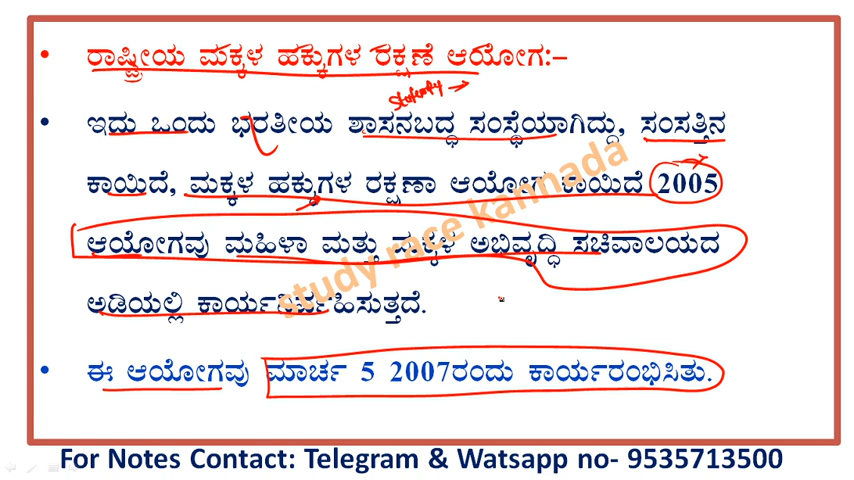 ರಾಷ್ಟ್ರೀಯ ಮಕ್ಕಳ ಹಕ್ಕುಗಳ ರಕ್ಷಣೆ ಆಯೋಗ:–
ಇದು ಒಂದು ಭರತೀಯ ಶಾಸನಬದ್ಧ ಸಂಸ್ಥೆಯಾಗಿದ್ದು, ಸಂಸತ್ತಿನ
ಕಾಯಿದೆ, ಮಕ್ಕಳ ಹಕ್ಕುಗಳ ರಕ್ಷಣಾ ಆಯೋಗ ಕಾಯಿದೆ 2005
ಆಯೋಗವು ಮಹಿಳಾ ಮತ್ತು ಮಕ್ಕಳ ಅಭಿವೃದ್ಧಿ ಸಚಿವಾಲಯದ
ಅಡಿಯಲ್ಲಿ ಕಾರ್ಯನಿರ್ವಹಿಸುತ್ತದೆ.
ಈ ಆಯೋಗವು ಮಾರ್ಚ 5 2007ರಂದು ಕಾರ್ಯರಂಭಿಸಿತು.
study race kannada
For Notes Contact: Telegram & Watsapp no- 9535713500